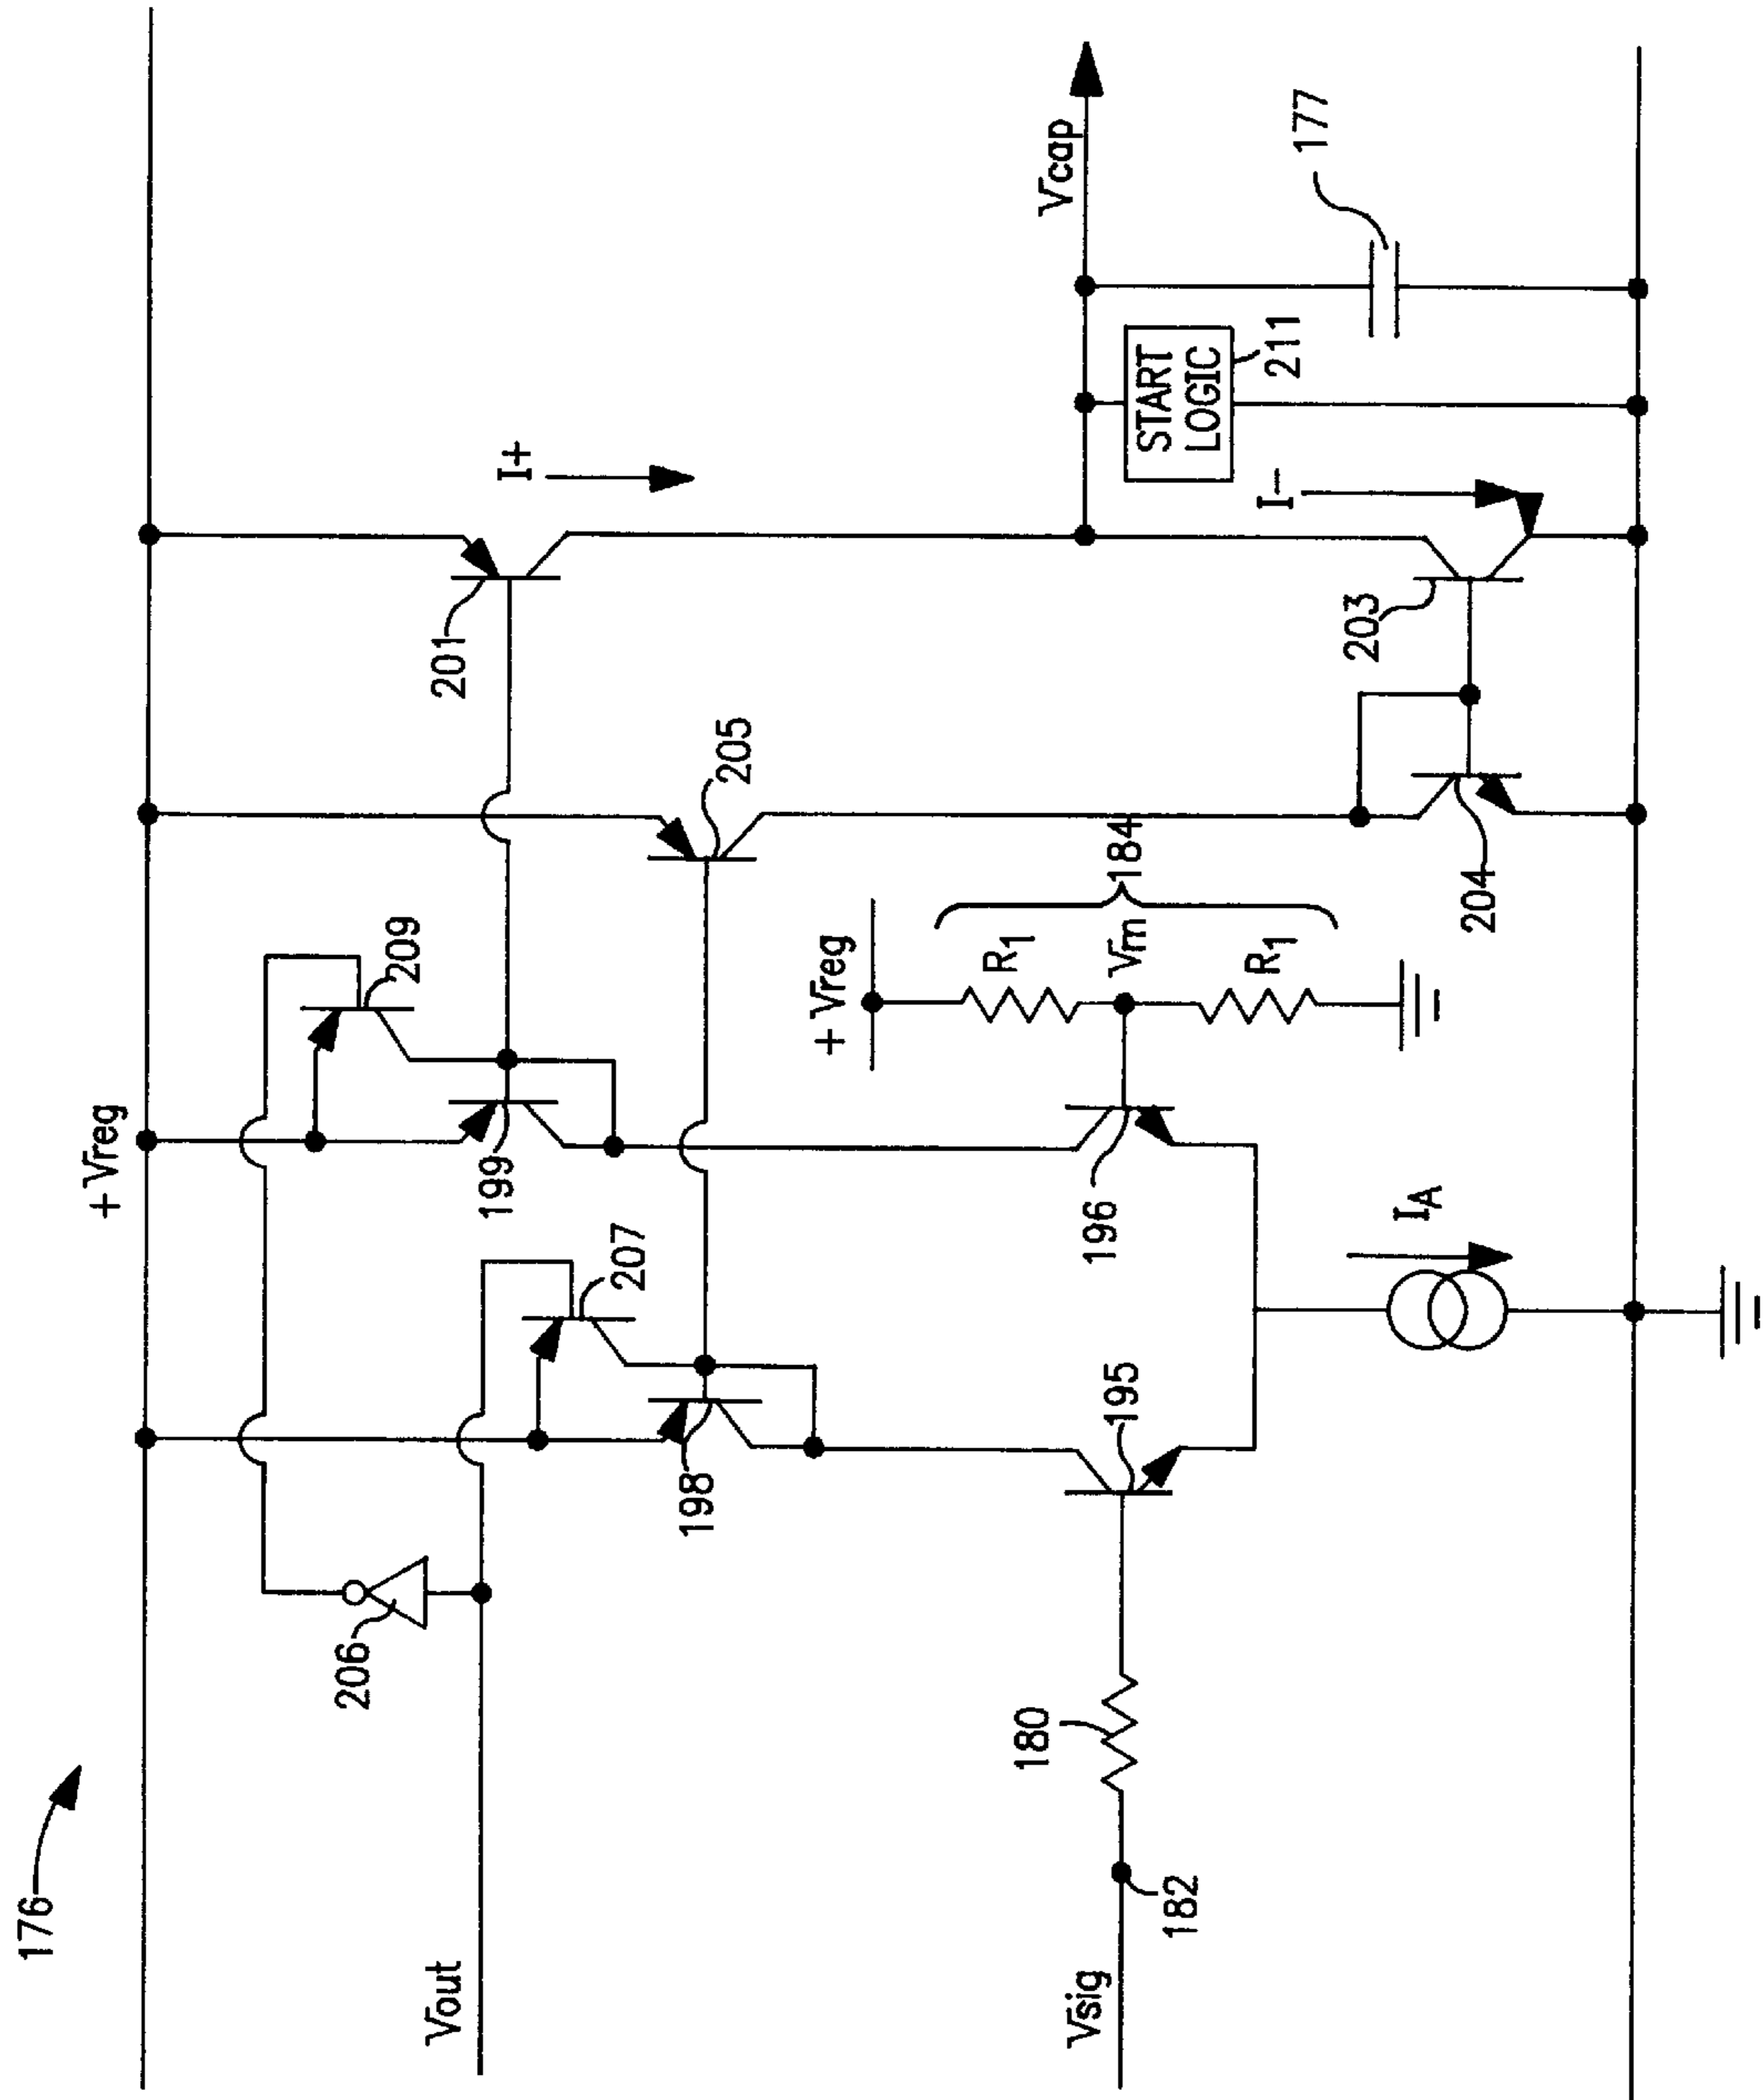 176
+Vreg
Vout
206
207
209
201
I+
198
199
205
+Vreg
R1
Vm
R1
184
Vcap
START
LOGIC
211
177
Vsig
182
180
195
196
IA
204
203
I−